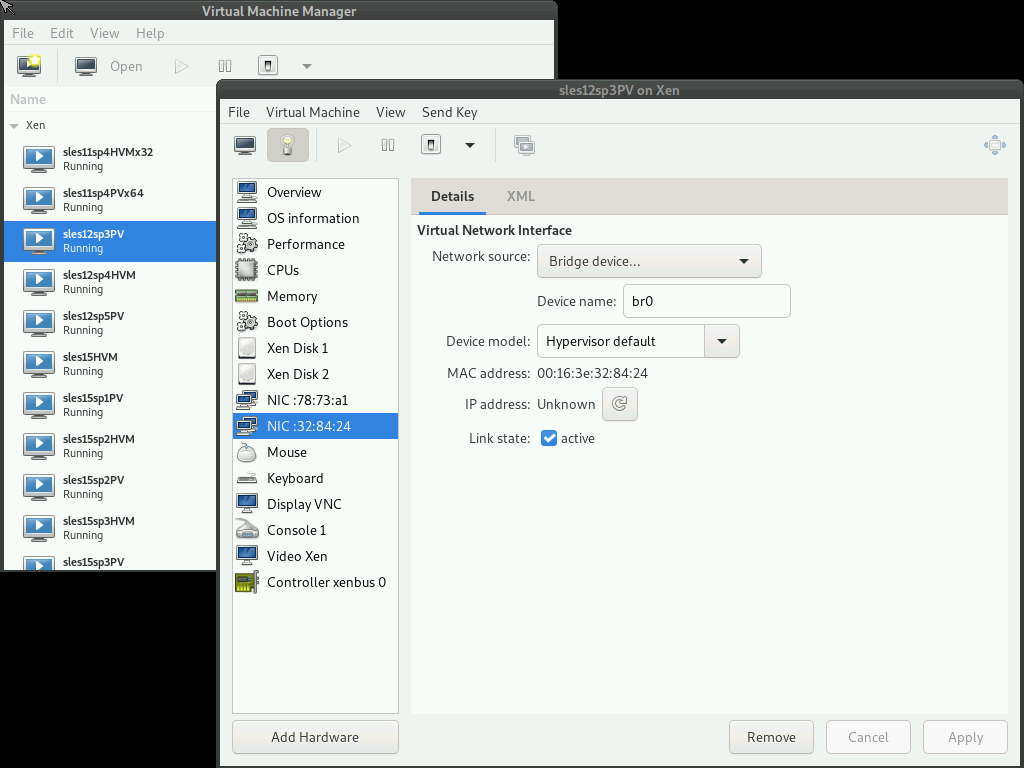 Virtual Machine Manager
File Edit View Help
Open
Name
Xen
sles11sp4HVMx32
Running
sles11sp4PVx64
Running
sles12sp3PV
Running
sles12sp4HVM
Running
sles12sp5PV
Running
sles15HVM
Running
sles15sp1PV
Running
sles15sp2HVM
Running
sles15sp2PV
Running
sles15sp3HVM
Running
sles15sp3PV
sles12sp3PV on Xen
File Virtual Machine View Send Key
Overview
OS information
Performance
CPUs
Memory
Boot Options
Xen Disk 1
Xen Disk 2
NIC :78:73:a1
NIC :32:84:24
Mouse
Keyboard
Display VNC
Console 1
Video Xen
Controller xenbus 0
Add Hardware
Details XML
Virtual Network Interface
Network source: Bridge device...
Device name: br0
Device model: Hypervisor default
MAC address: 00:16:3e:32:84:24
IP address: Unknown
Link state: active
Remove Cancel Apply